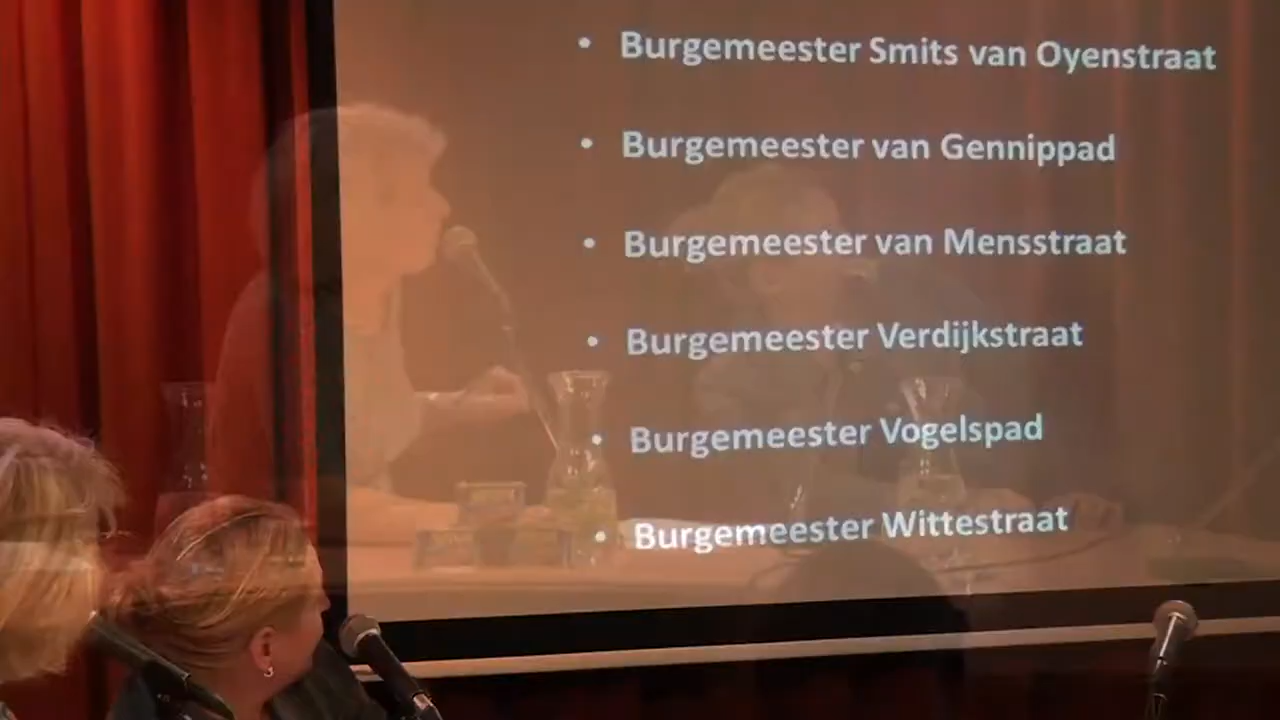 • Burgemeester Smits van Oyenstraat
• Burgemeester van Gennippad
• Burgemeester van Mensstraat
• Burgemeester Verdijkstraat
• Burgemeester Vogelspad
• Burgemeester Wittestraat